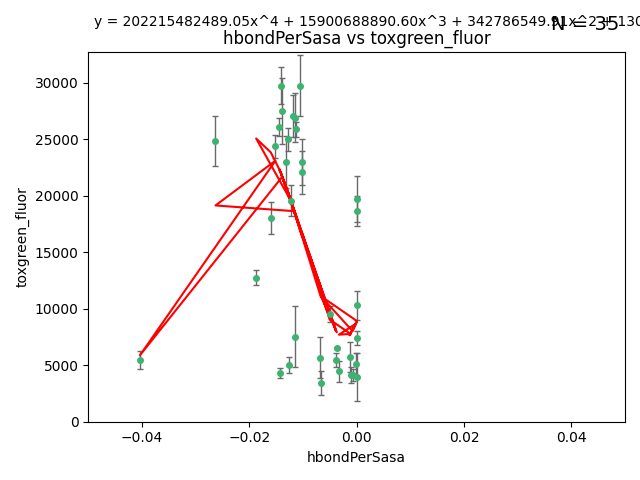 y = 202215482489.05x^4 + 15900688890.60x^3 + 342786549.91x^2 + 130
N = 35
hbondPerSasa vs toxgreen_fluor
30000
25000
20000
15000
10000
5000
0
toxgreen_fluor
−0.04
−0.02
0.00
0.02
0.04
hbondPerSasa